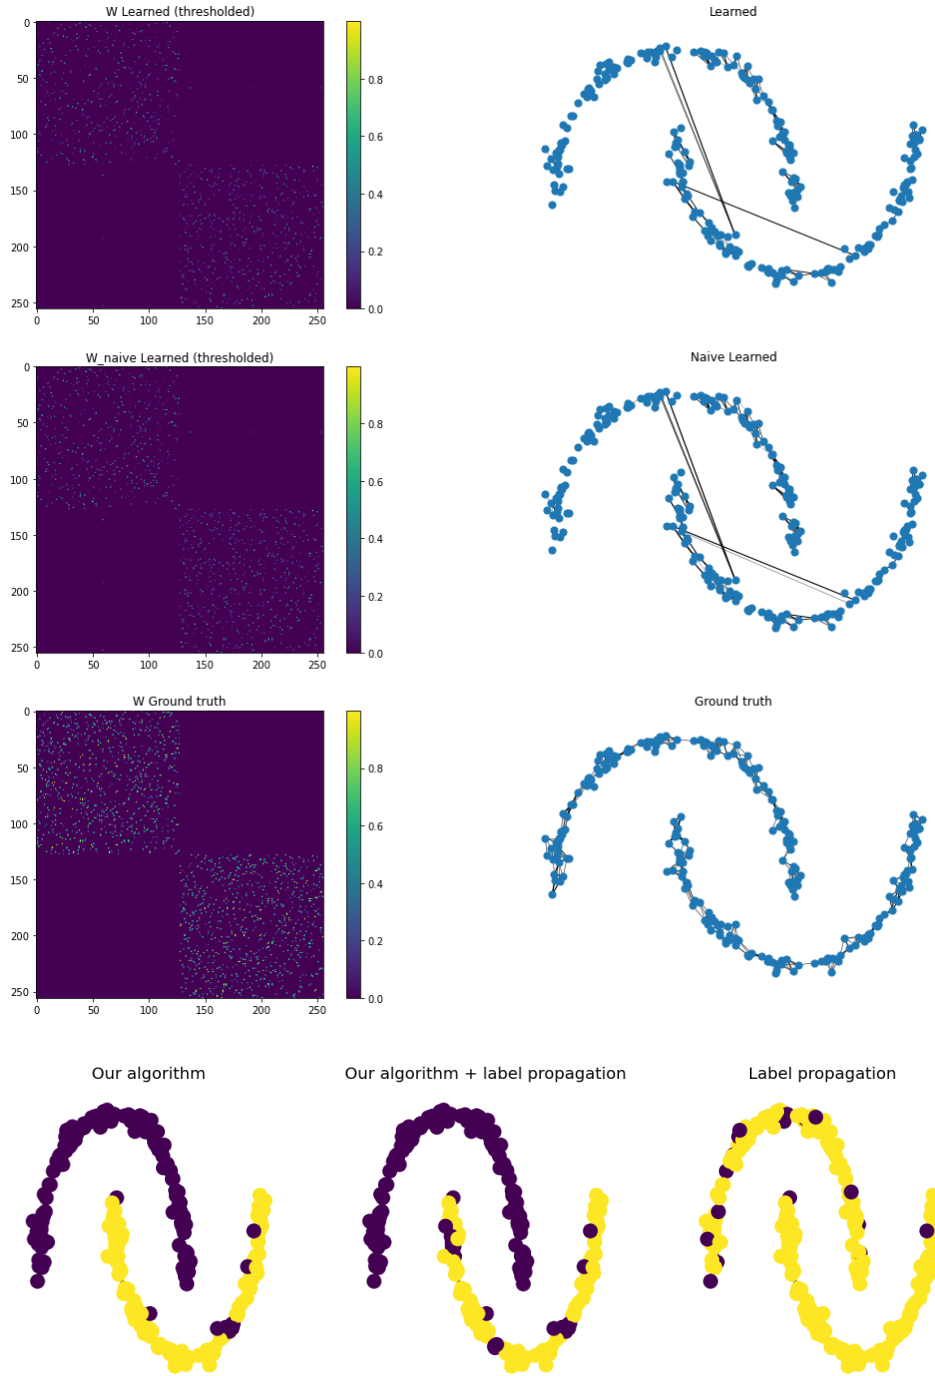 W Learned (thresholded)
Learned
0
50
100
150
200
250
0 50 100 150 200 250
0.8
0.6
0.4
0.2
0.0
W_naive Learned (thresholded)
Naive Learned
0
50
100
150
200
250
0 50 100 150 200 250
0.8
0.6
0.4
0.2
0.0
W Ground truth
Ground truth
0
50
100
150
200
250
0 50 100 150 200 250
0.8
0.6
0.4
0.2
0.0
Our algorithm
Our algorithm + label propagation
Label propagation